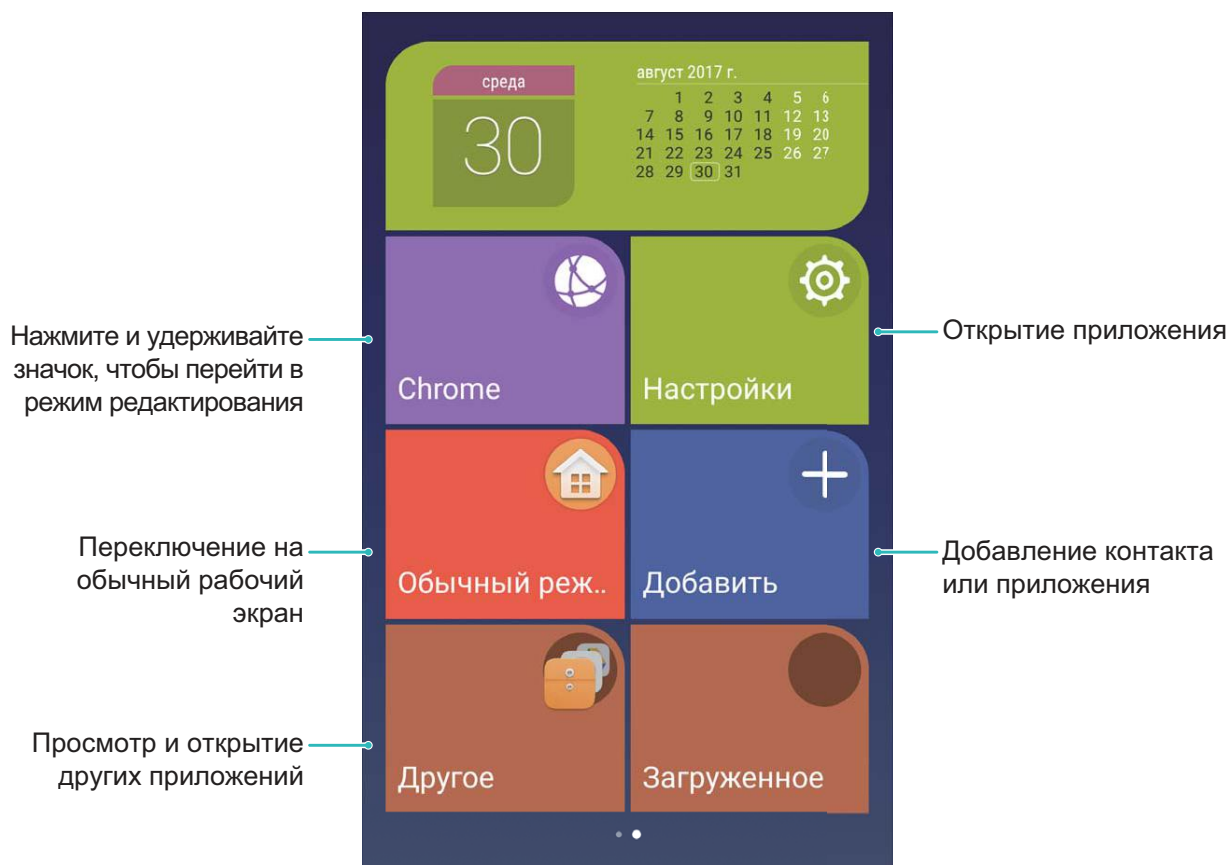 среда
30
август 2017 г.
1 2 3 4 5 6
7 8 9 10 11 12 13
14 15 16 17 18 19 20
21 22 23 24 25 26 27
28 29 30 31
Нажмите и удерживайте
значок, чтобы перейти в
режим редактирования
Chrome
Настройки
Открытие приложения
Переключение на
обычный рабочий
экран
Обычный реж..
Добавить
Добавление контакта
или приложения
Просмотр и открытие
других приложений
Другое
Загруженное